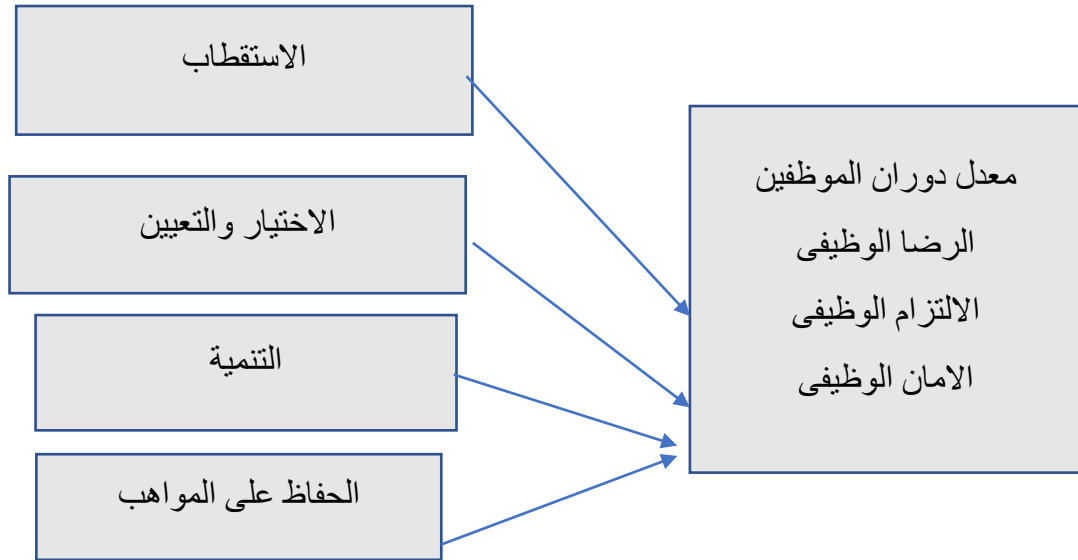 الاستقطاب
الاختيار والتعيين
التنمية
الحفاظ على المواهب
معدل دوران الموظفين
الرضا الوظيفى
الالتزام الوظيفى
الامان الوظيفى